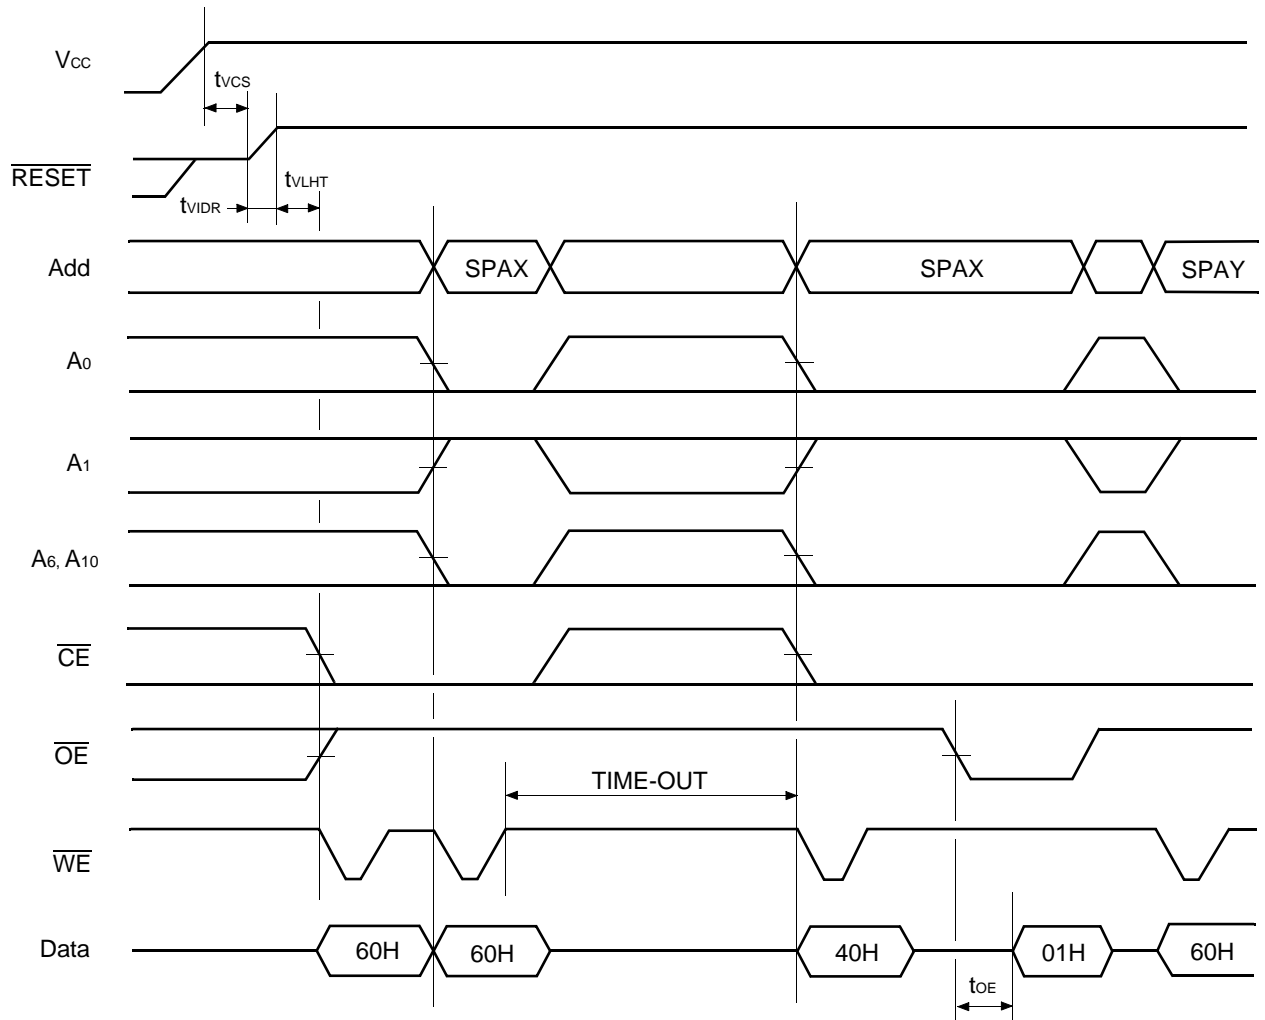 VCC
tVCS
RESET
tVLHT
tVIDR
Add
SPAX
SPAX
SPAY
A0
A1
A6, A10
CE
OE
TIME-OUT
WE
Data
60H
60H
40H
01H
60H
tOE